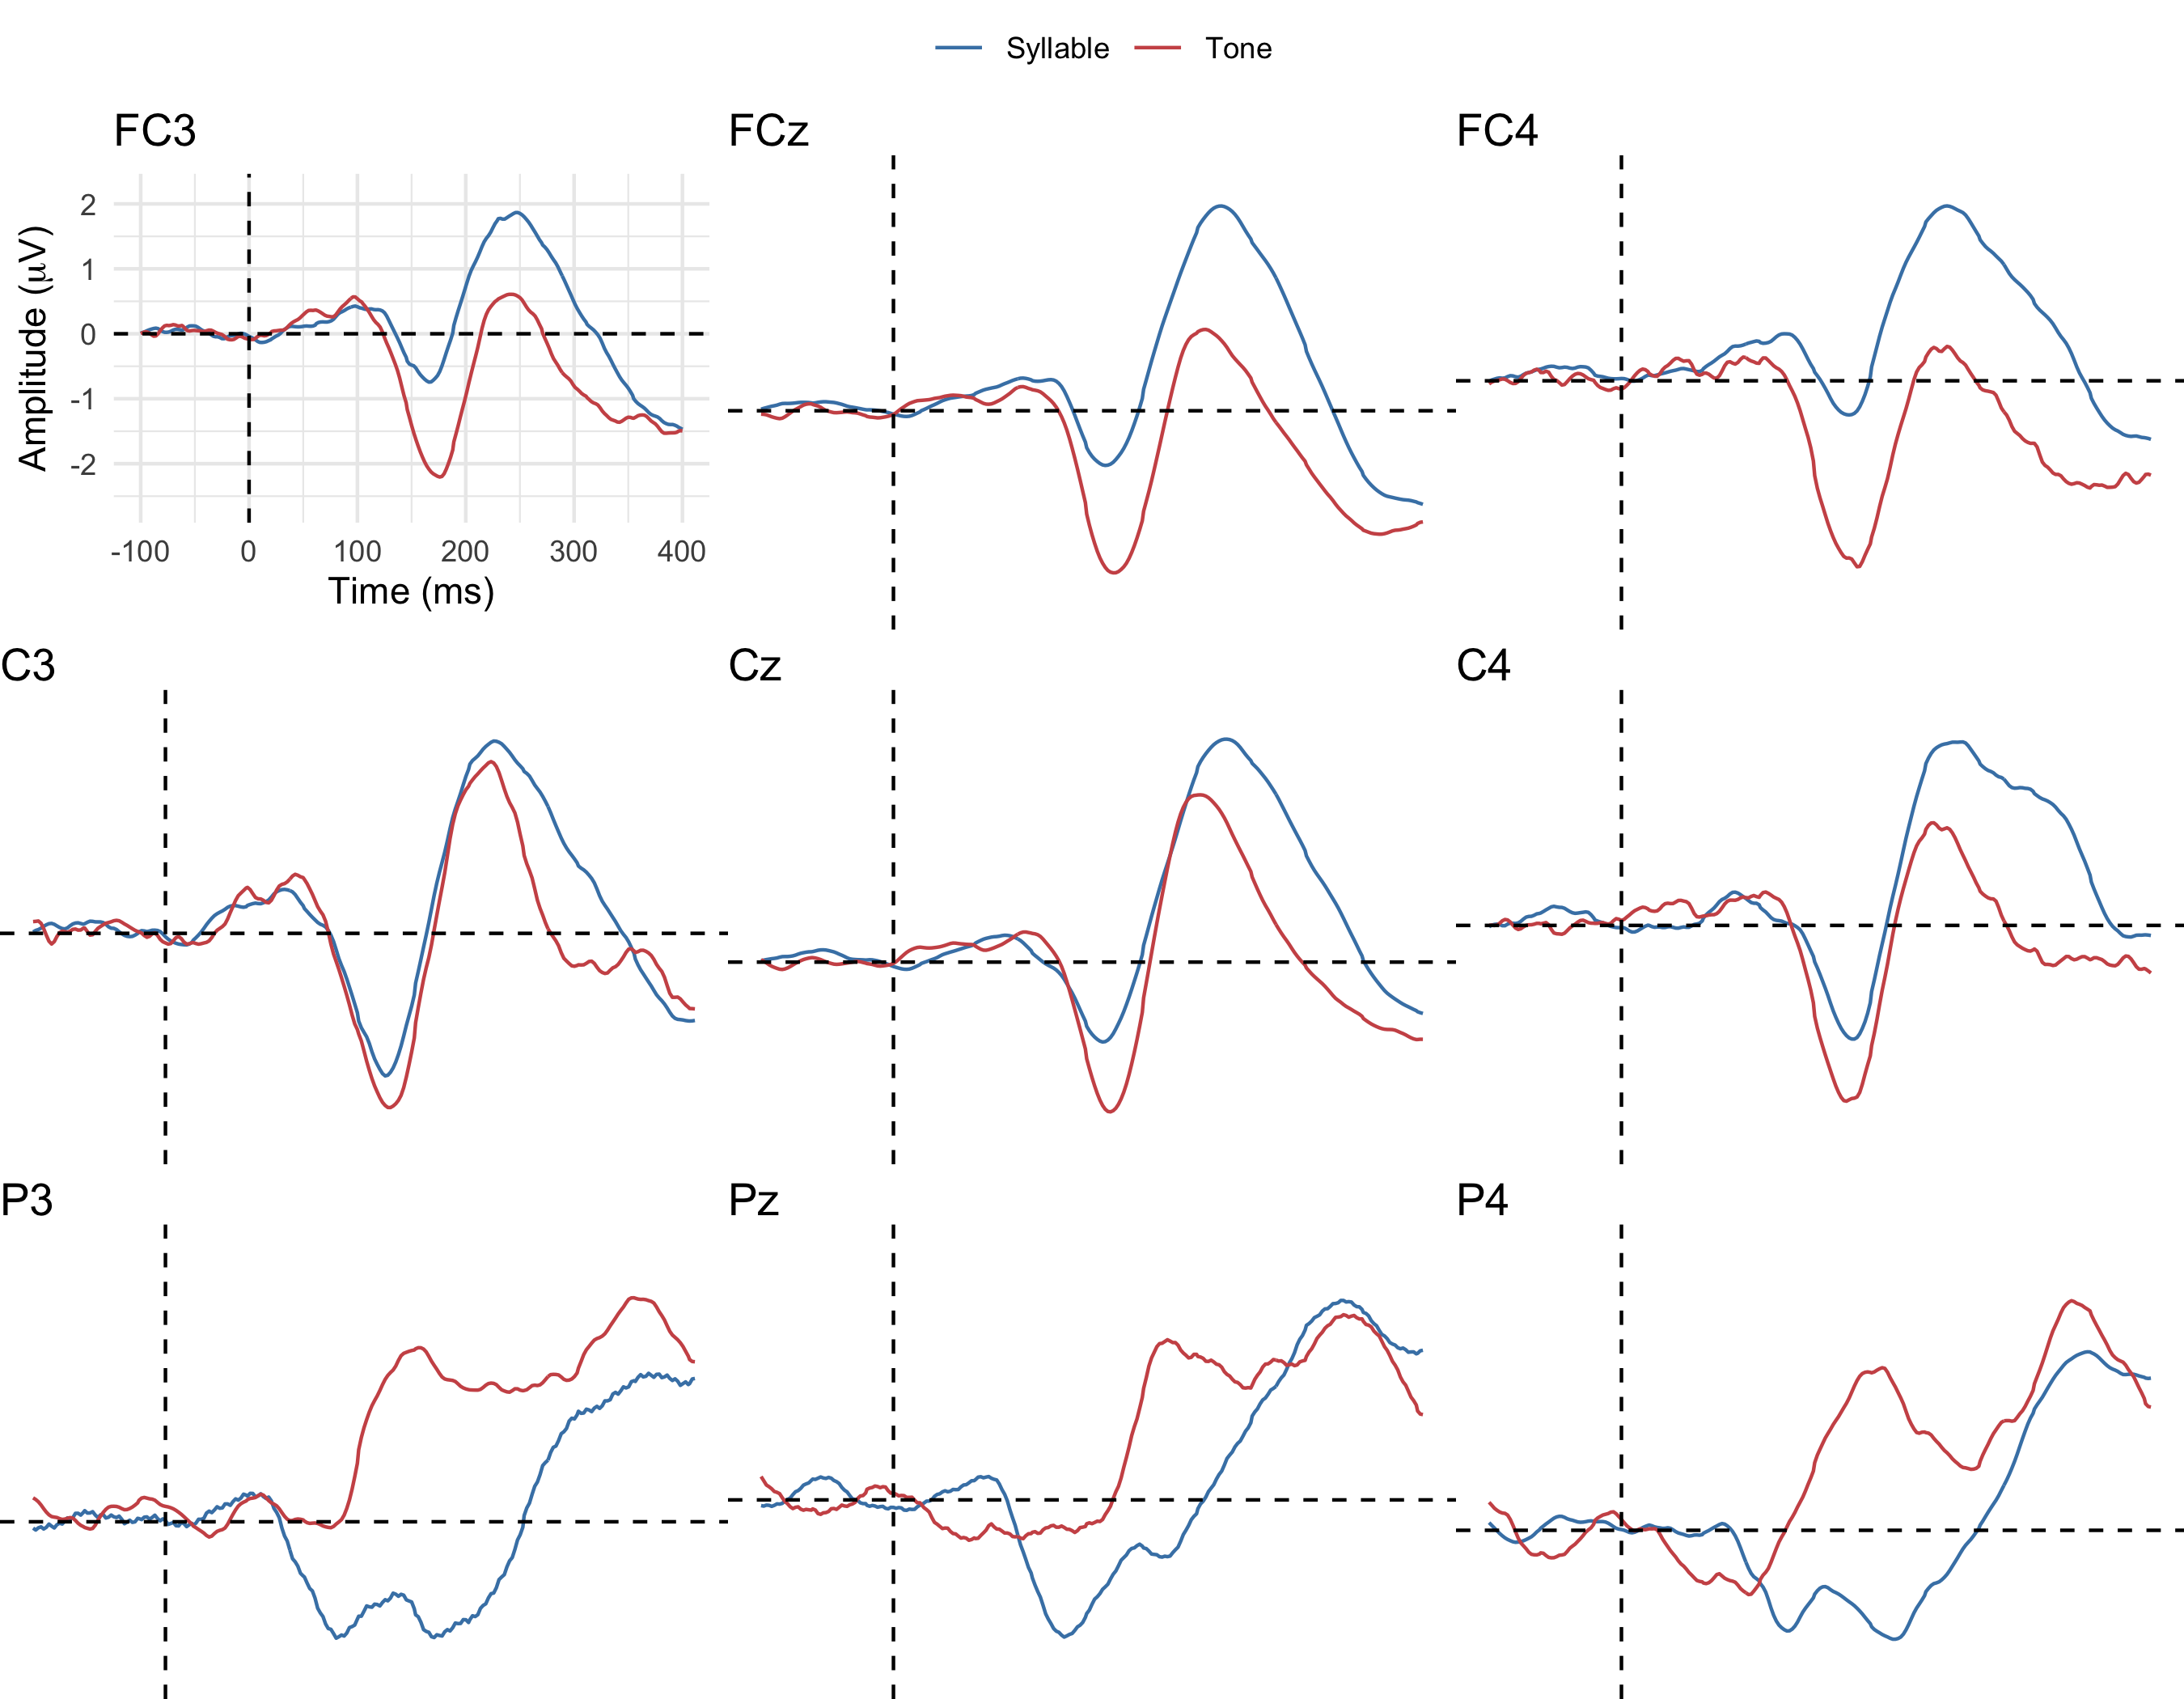 Syllable Tone
FC3
FCz
FC4
Amplitude (μV)
2
1
0
-1
-2
-100 0 100 200 300 400
Time (ms)
C3
Cz
C4
P3
Pz
P4